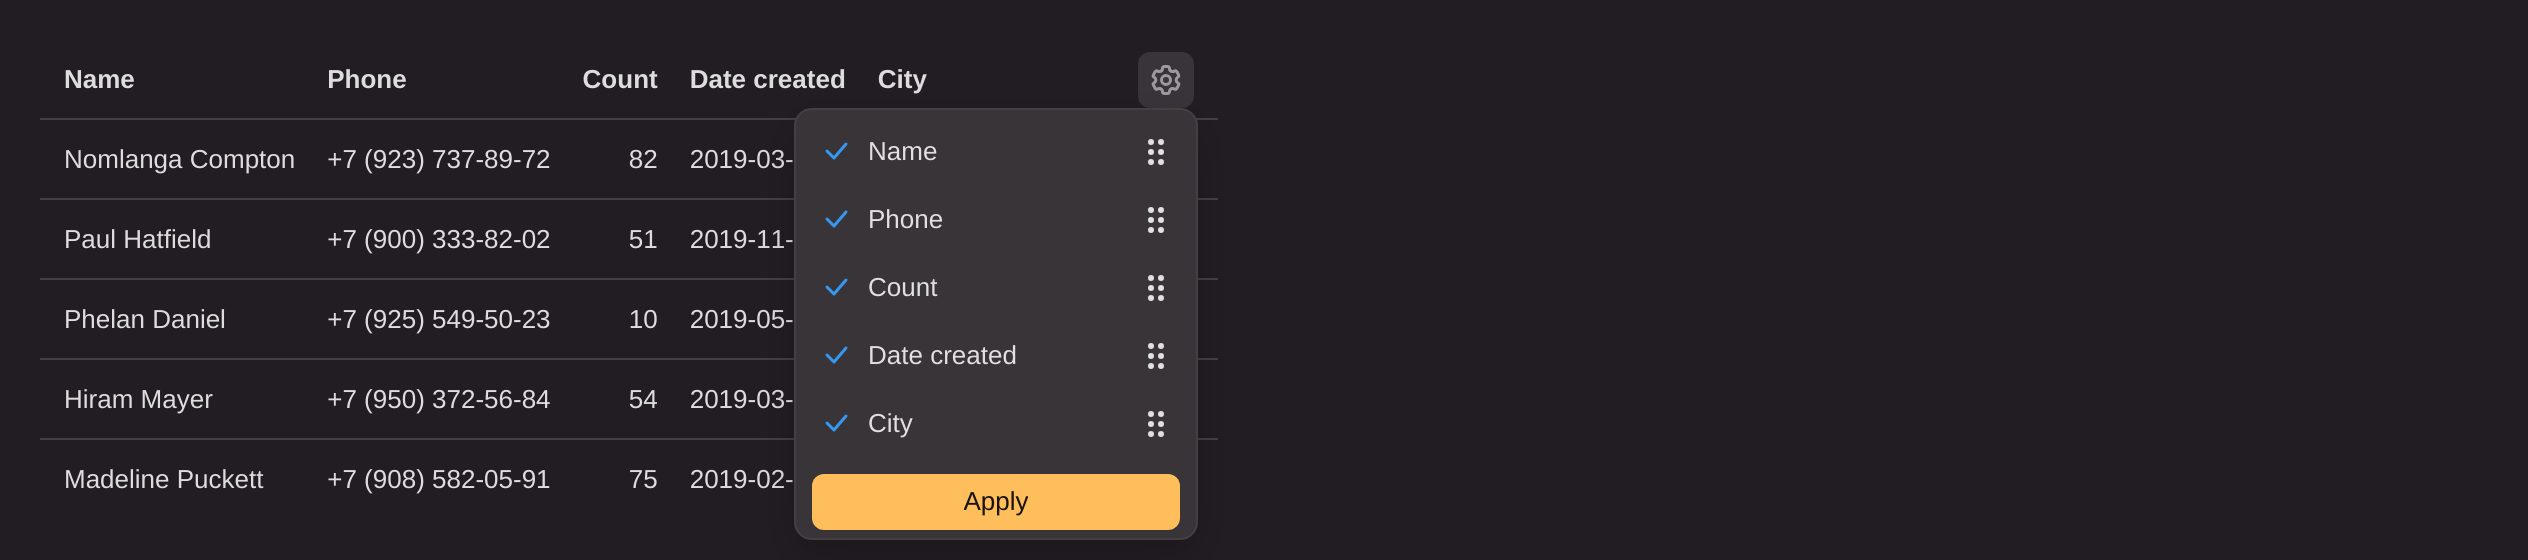 Name Phone Count Date created City
Name
Nomlanga Compton +7 (923) 737-89-72 82 2019-03-
Phone
Paul Hatfield +7 (900) 333-82-02 51 2019-11-
Count
Phelan Daniel +7 (925) 549-50-23 10 2019-05-
Date created
Hiram Mayer +7 (950) 372-56-84 54 2019-03-
City
Madeline Puckett +7 (908) 582-05-91 75 2019-02-
Apply